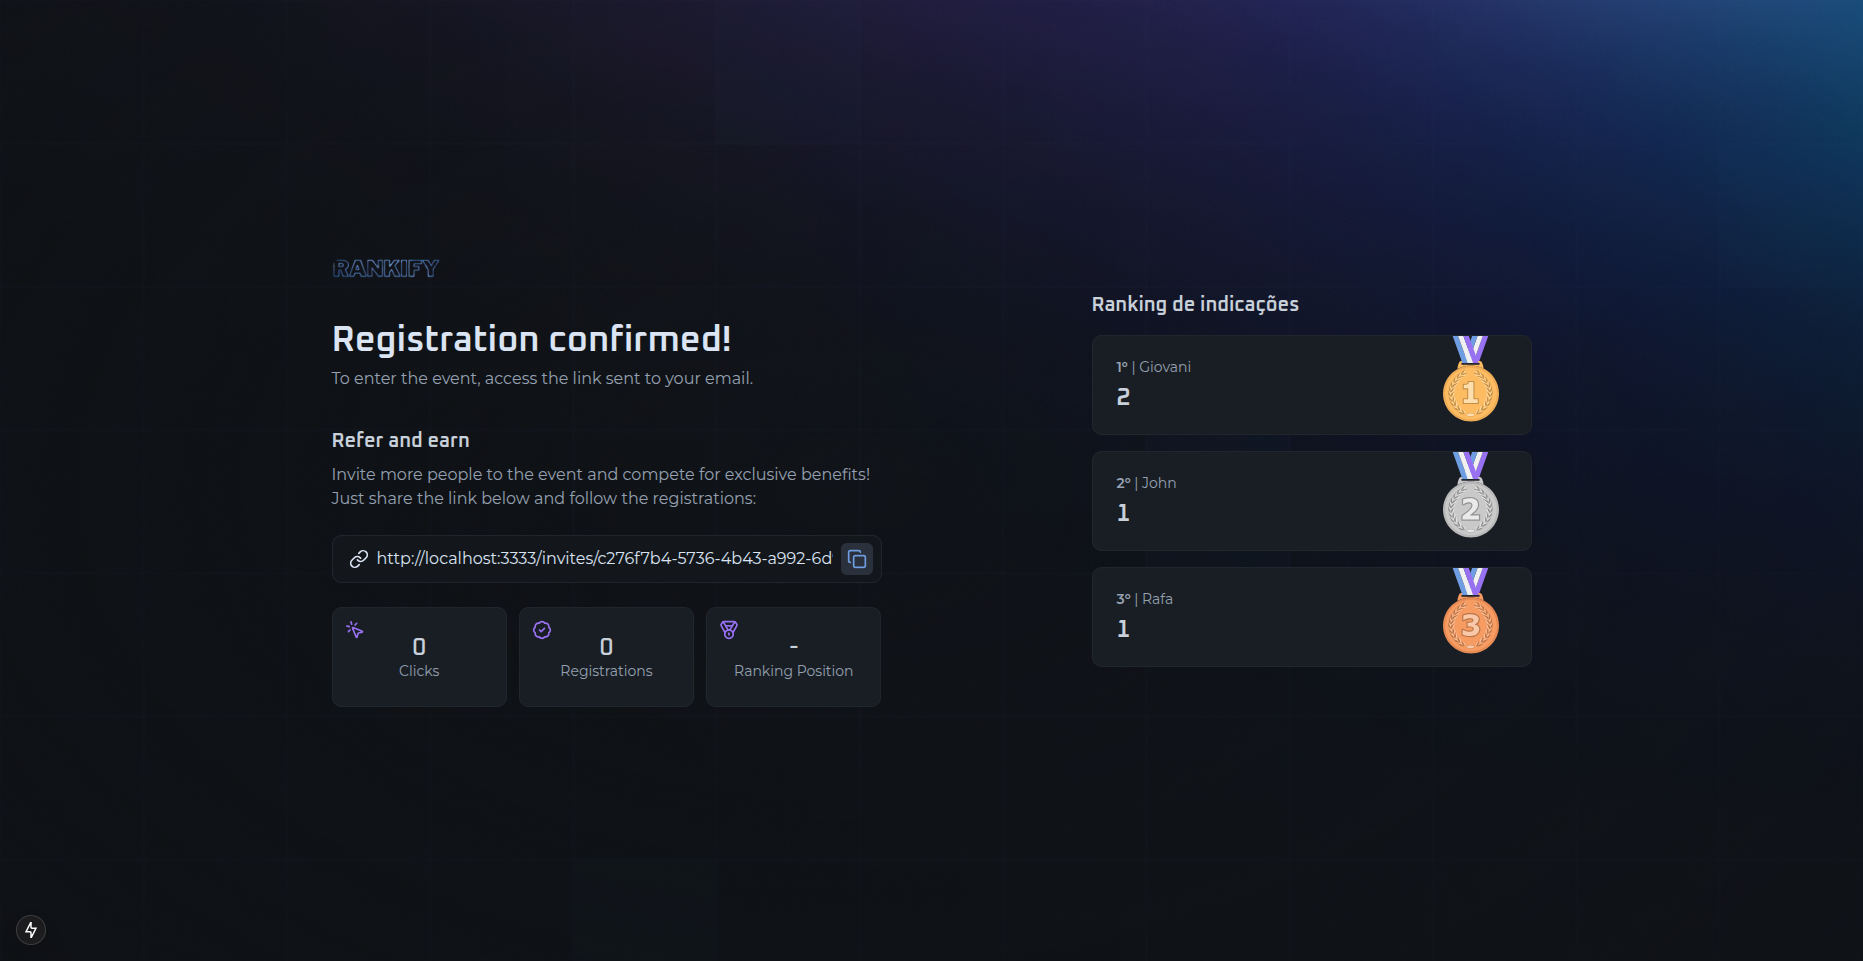 RANKIFY
Registration confirmed!
To enter the event, access the link sent to your email.
Refer and earn
Invite more people to the event and compete for exclusive benefits!
Just share the link below and follow the registrations:
http://localhost:3333/invites/c276f7b4-5736-4b43-a992-6d
0
Clicks
0
Registrations
-
Ranking Position
Ranking de indicações
1º | Giovani
2
1
2º | John
1
2
3º | Rafa
1
3